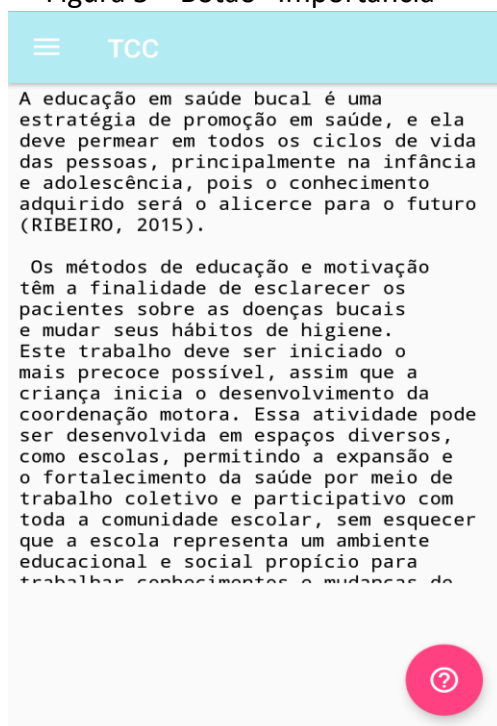 TCC
A educação em saúde bucal é uma
estratégia de promoção em saúde, e ela
deve permear em todos os ciclos de vida
das pessoas, principalmente na infância
e adolescência, pois o conhecimento
adquirido será o alicerce para o futuro
(RIBEIRO, 2015).
Os métodos de educação e motivação
têm a finalidade de esclarecer os
pacientes sobre as doenças bucais
e mudar seus hábitos de higiene.
Este trabalho deve ser iniciado o
mais precoce possível, assim que a
criança inicia o desenvolvimento da
coordenação motora. Essa atividade pode
ser desenvolvida em espaços diversos,
como escolas, permitindo a expansão e
o fortalecimento da saúde por meio de
trabalho coletivo e participativo com
toda a comunidade escolar, sem esquecer
que a escola representa um ambiente
educacional e social propício para
trabalhar conhecimentos e mudanças de